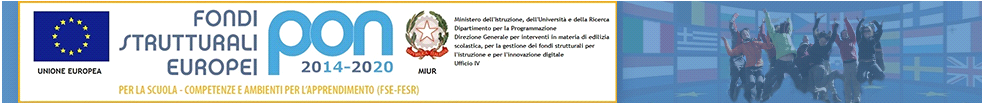 UNIONE EUROPEA
FONDI
STRUTTURALI
EUROPEI
pon
2014-2020
MIUR
Ministero dell'Istruzione, dell'Università e della Ricerca
Dipartimento per la Programmazione
Direzione Generale per interventi in materia di edilizia
scolastica, per la gestione dei fondi strutturali per
l'istruzione e per l'innovazione digitale
Ufficio IV
PER LA SCUOLA - COMPETENZE E AMBIENTI PER L'APPRENDIMENTO (FSE-FESR)